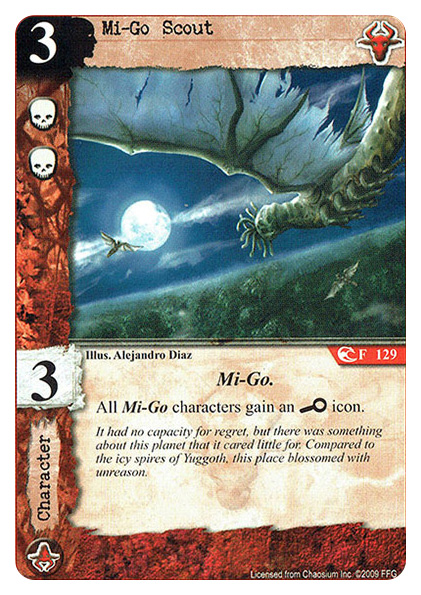 3
Mi-Go Scout
Illus. Alejandro Diaz
F 129
3
Mi-Go.
All Mi-Go characters gain an icon.
It had no capacity for regret, but there was something
about this planet that it cared little for. Compared to
the icy spires of Yuggoth, this place blossomed with
unreason.
Character
Licensed from Chaosium Inc. ©2009 FFG